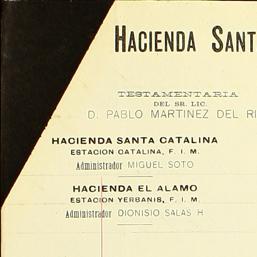 HACIENDA SANT
TESTAMENTARIA
DEL SR. LIC.
D. PABLO MARTINEZ DEL RI
HACIENDA SANTA CATALINA
ESTACION CATALINA, F. I. M.
Administrador MIGUEL SOTO
HACIENDA EL ALAMO
ESTACION YERBANIS, F. I. M.
Administrador DIONISIO SALAS H